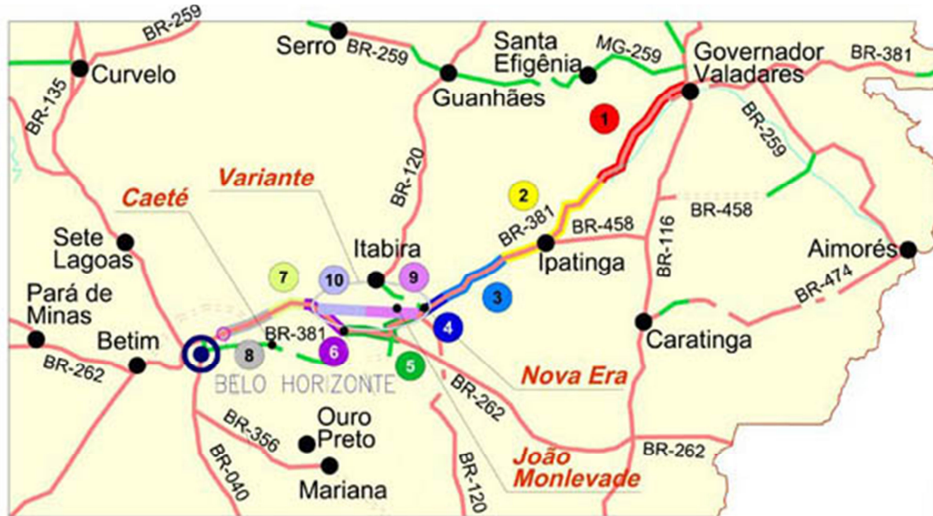 BR-259
Serro
BR-259
Santa
Efigênia
MG-259
Governador
Valadares
BR-381
Curvelo
BR-135
Guanhães
1
BR-259
Variante
BR-120
Caeté
2
BR-381
BR-458
BR-458
BR-116
Sete
Lagoas
Itabira
Ipatinga
Aimorés
7
10
9
3
BR-474
Pará de
Minas
Betim
BR-381
4
Caratinga
8
6
5
BR-262
BELO HORIZONTE
Nova Era
BR-262
Ouro
Preto
BR-356
João
Monlevade
BR-262
Mariana
BR-040
BR-120